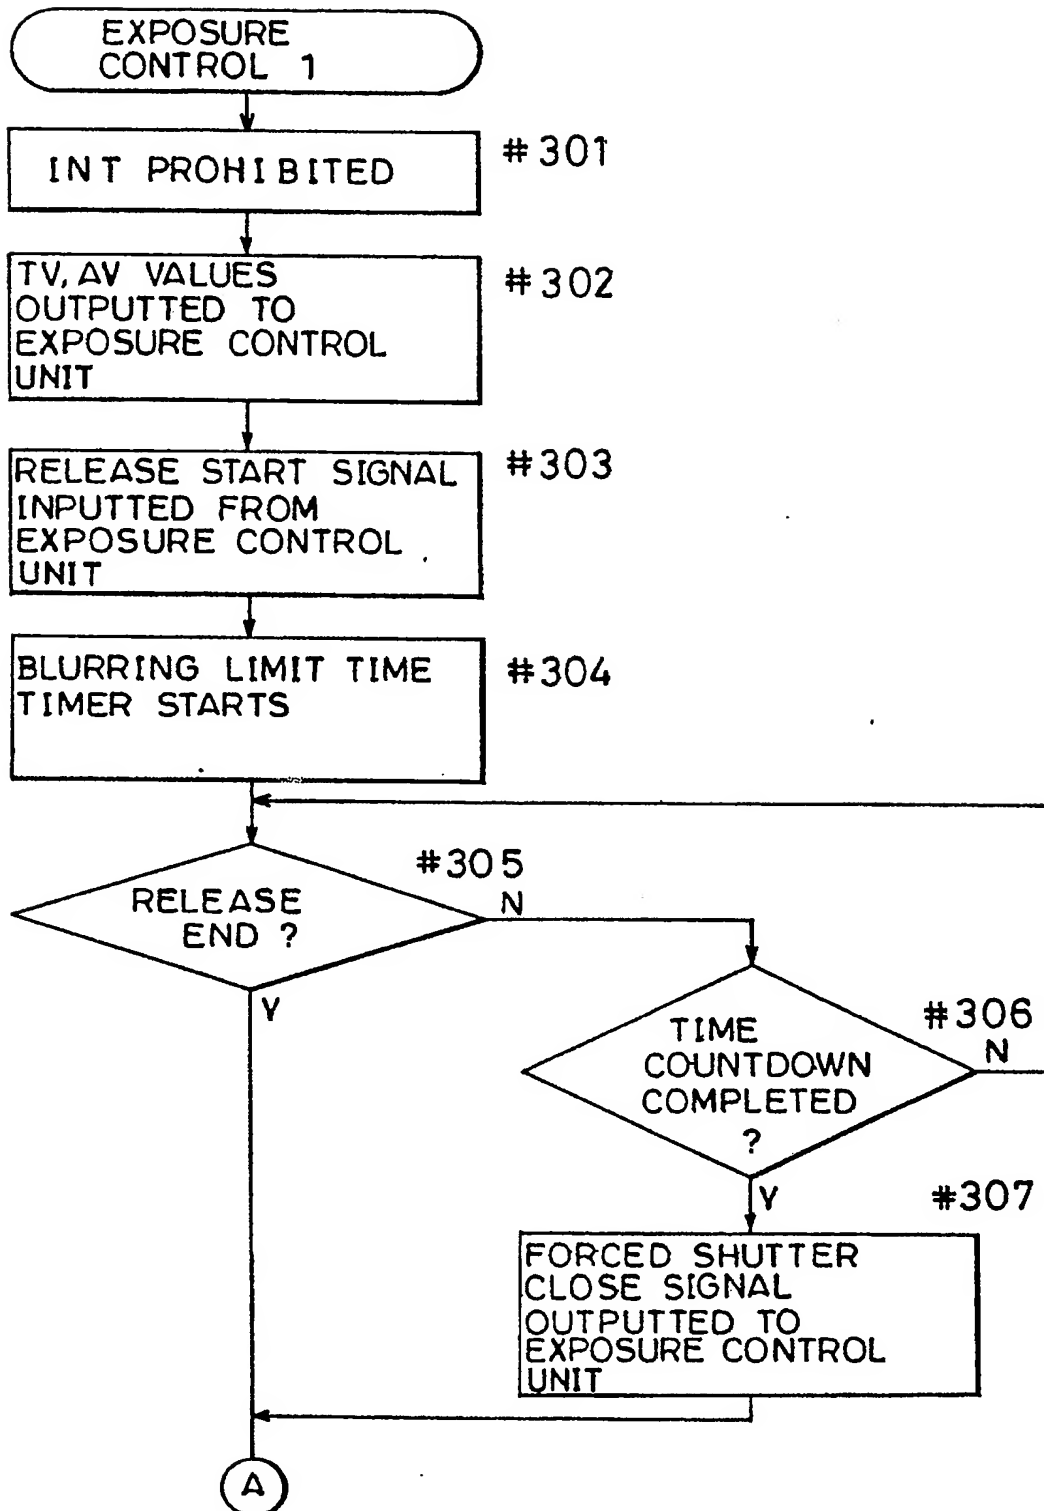 EXPOSURE
CONTROL 1
INT PROHIBITED
#301
TV, AV VALUES
OUTPUTTED TO
EXPOSURE CONTROL
UNIT
#302
RELEASE START SIGNAL
INPUTTED FROM
EXPOSURE CONTROL
UNIT
#303
BLURRING LIMIT TIME
TIMER STARTS
#304
#305
RELEASE
END ?
N
Y
#306
TIME
COUNTDOWN
COMPLETED
?
N
Y
#307
FORCED SHUTTER
CLOSE SIGNAL
OUTPUTTED TO
EXPOSURE CONTROL
UNIT
A